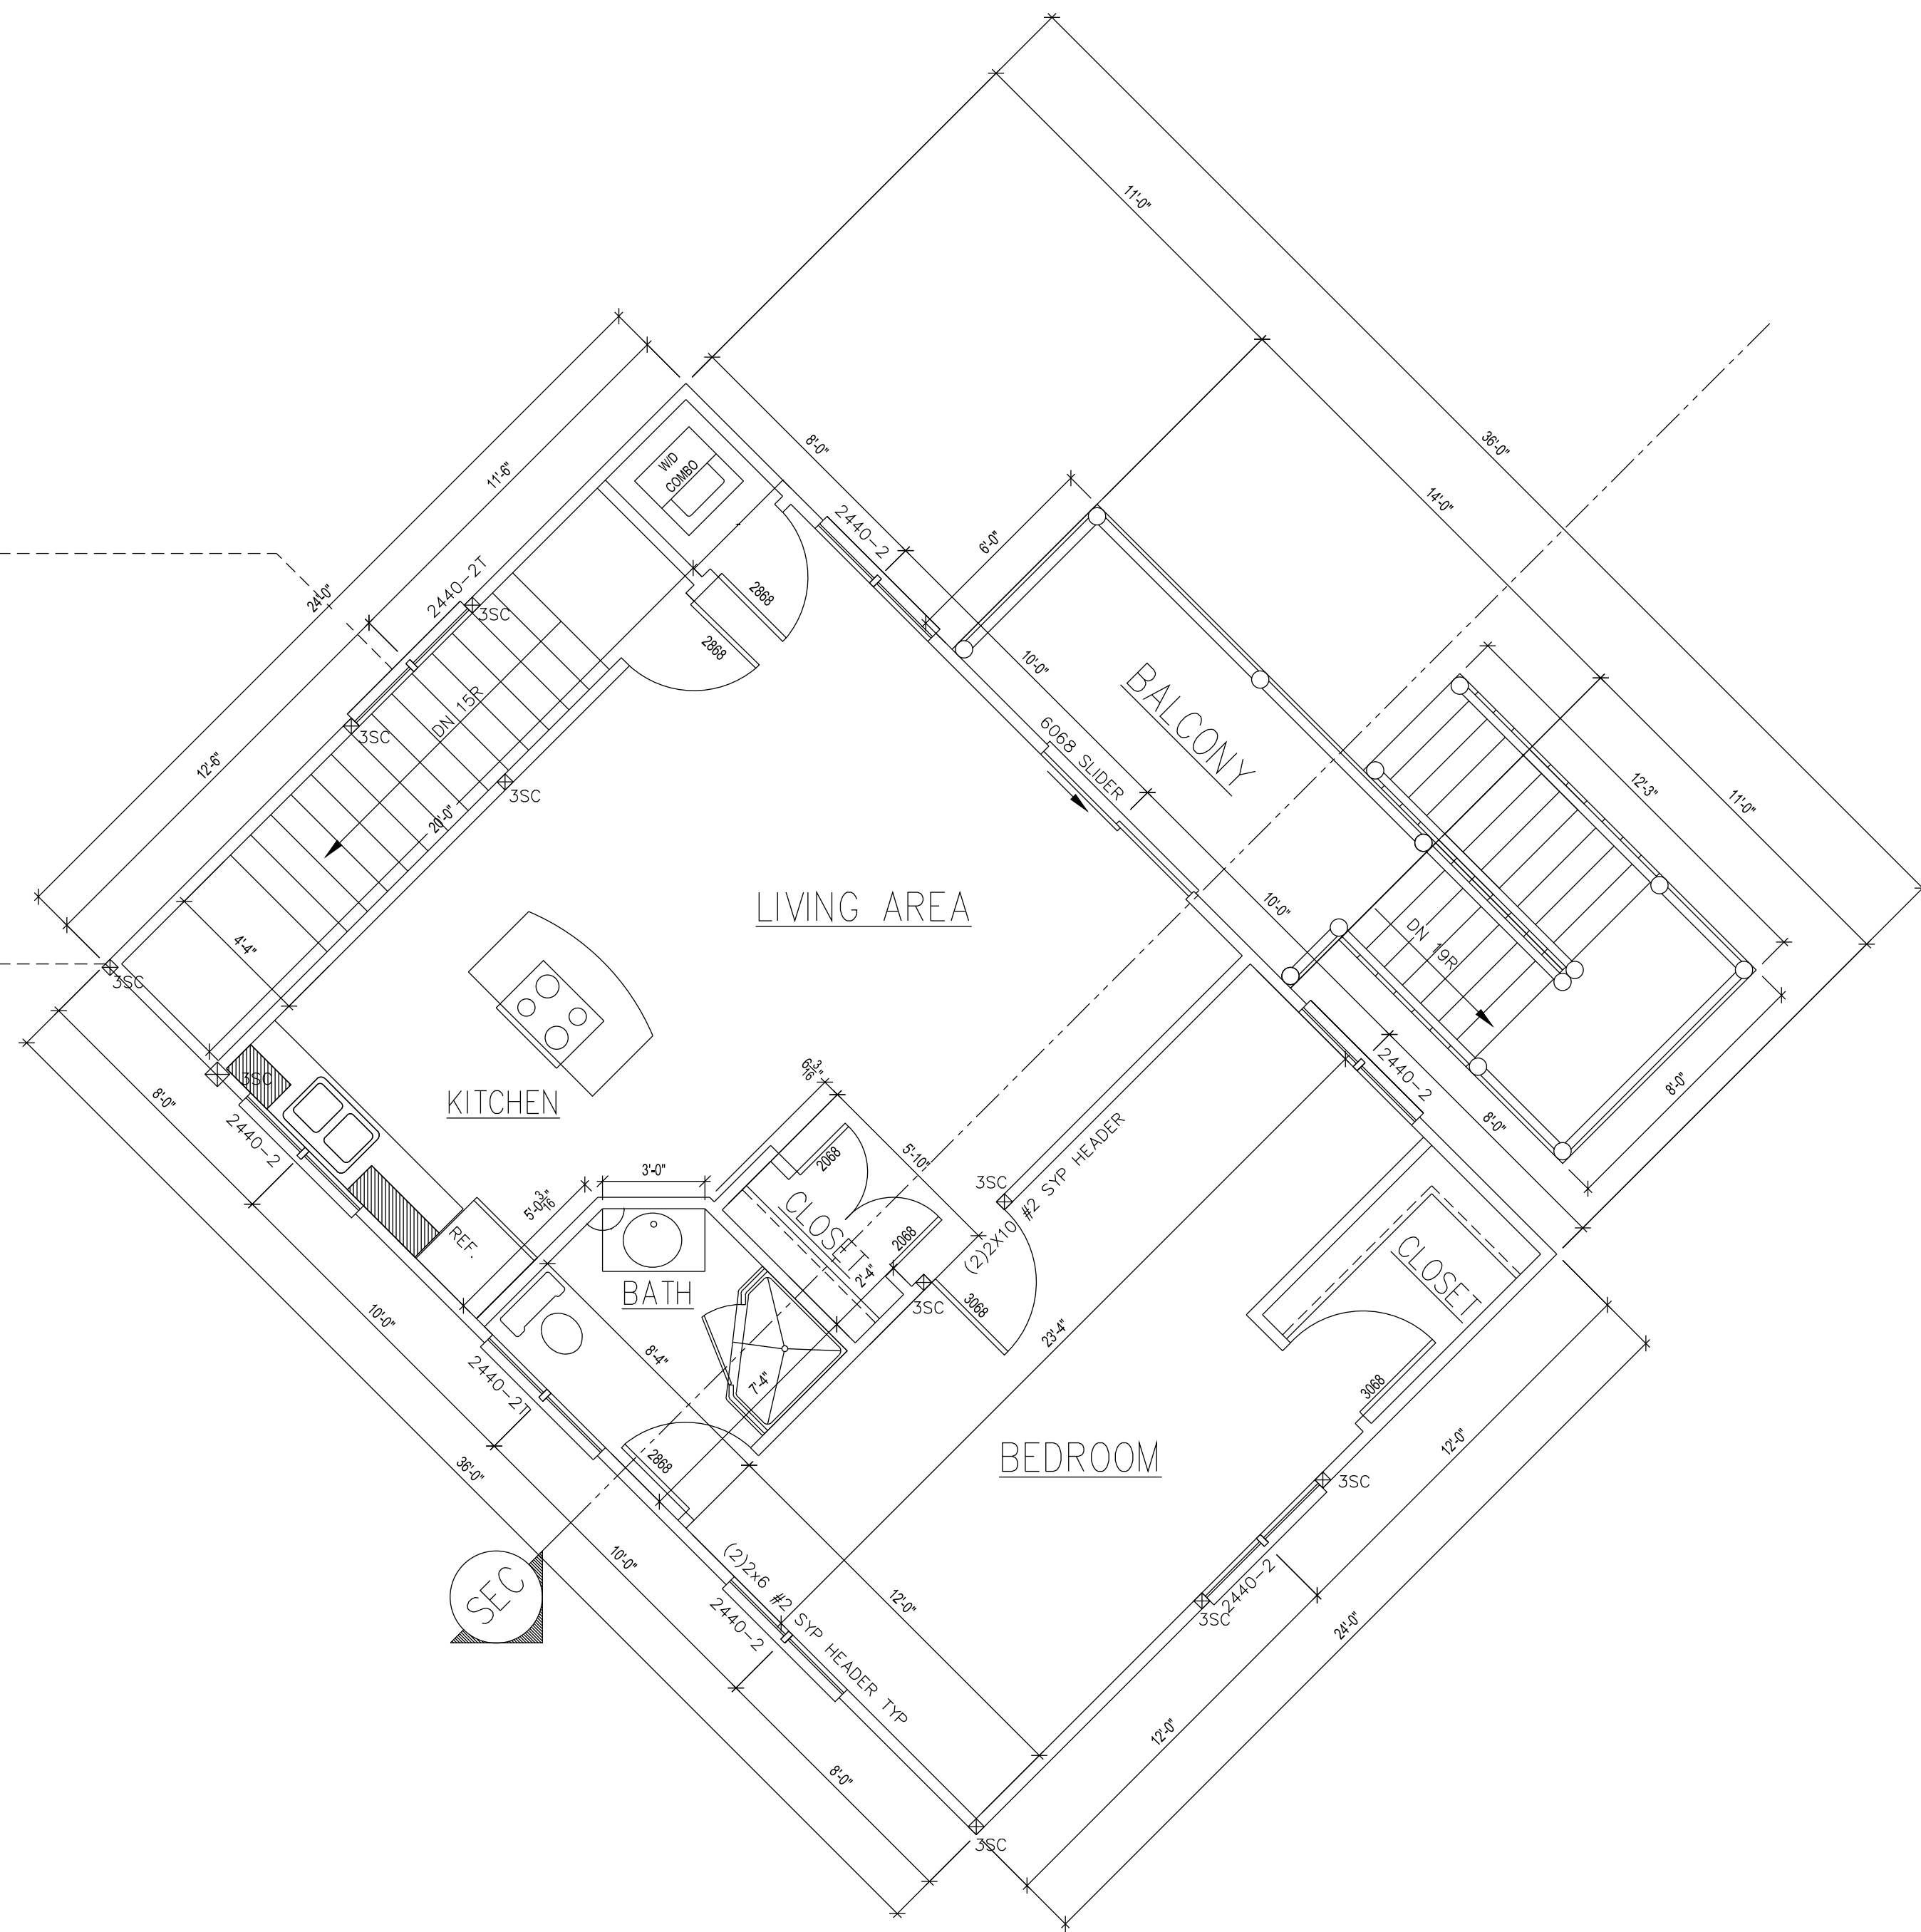 11'-0"
36'-0"
8'-0"
11'-6"
24'-0"
W/D
COMBO
2440-2
6'-0"
14'-0"
2440-2T
3SC
2868
2868
DN 15R
3SC
3SC
10'-0"
BALCONY
6068 SLIDER
12'-3"
11'-0"
12'-6"
20'-0"
LIVING AREA
10'-0"
DN 19R
4'-4"
3SC
3SC
KITCHEN
8'-0"
2440-2
2440-2
8'-0"
8'-0"
6 3/16"
5'-10"
2068
3'-0"
5'-0 3/16"
CLOSET
2068
2'-4"
3SC
(2)2X10 #2 SYP HEADER
REF.
BATH
3SC
3068
CLOSET
10'-0"
2440-2T
8'-4"
7'-4"
23'-4"
3068
12'-0"
36'-0"
2868
BEDROOM
3SC
10'-0"
(2)2x6 #2 SYP HEADER TYP
2440-2
12'-0"
2440-2
3SC
24'-0"
SEC
12'-0"
8'-0"
3SC